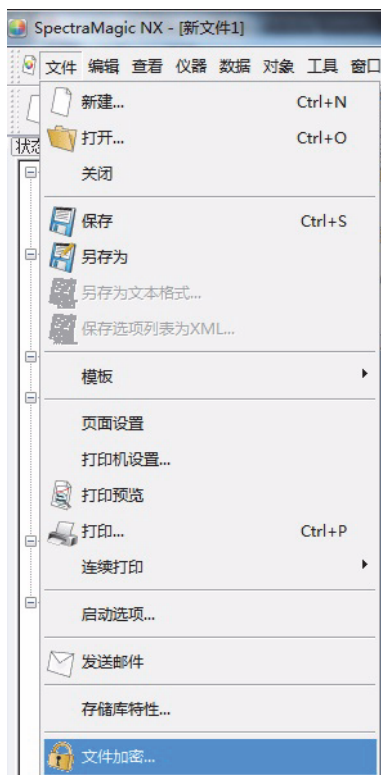 SpectraMagic NX - [新文件1]
文件 编辑 查看 仪器 数据 对象 工具 窗口
状态
新建... Ctrl+N
打开... Ctrl+O
关闭
保存 Ctrl+S
另存为
另存为文本格式...
保存选项列表为XML...
模板
页面设置
打印机设置...
打印预览
打印... Ctrl+P
连续打印
启动选项...
发送邮件
存储库特性...
文件加密...